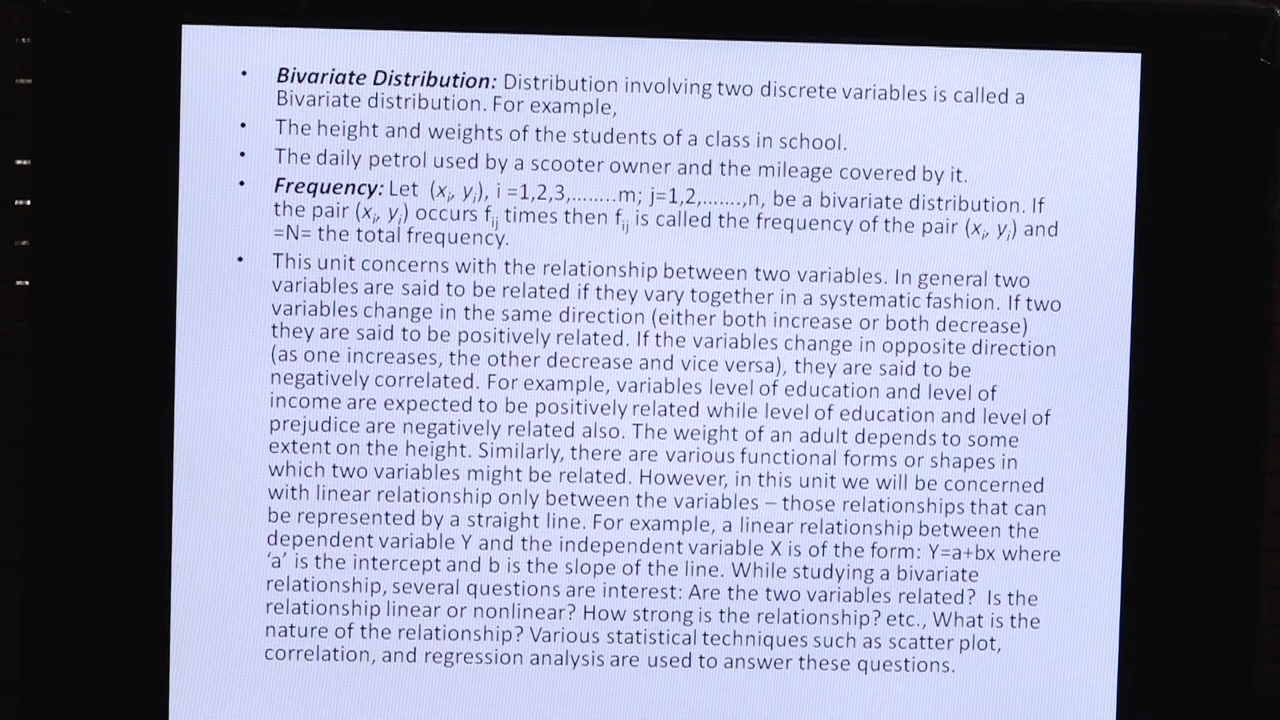 • Bivariate Distribution: Distribution involving two discrete variables is called a
Bivariate distribution. For example,
• The height and weights of the students of a class in school.
• The daily petrol used by a scooter owner and the mileage covered by it.
• Frequency: Let (xᵢ, yᵢ), i =1,2,3,........m; j=1,2,.......,n, be a bivariate distribution. If
the pair (xᵢ, yᵢ) occurs fᵢⱼ times then fᵢⱼ is called the frequency of the pair (xᵢ, yᵢ) and
=N= the total frequency.
• This unit concerns with the relationship between two variables. In general two
variables are said to be related if they vary together in a systematic fashion. If two
variables change in the same direction (either both increase or both decrease)
they are said to be positively related. If the variables change in opposite direction
(as one increases, the other decrease and vice versa), they are said to be
negatively correlated. For example, variables level of education and level of
income are expected to be positively related while level of education and level of
prejudice are negatively related also. The weight of an adult depends to some
extent on the height. Similarly, there are various functional forms or shapes in
which two variables might be related. However, in this unit we will be concerned
with linear relationship only between the variables – those relationships that can
be represented by a straight line. For example, a linear relationship between the
dependent variable Y and the independent variable X is of the form: Y=a+bx where
‘a’ is the intercept and b is the slope of the line. While studying a bivariate
relationship, several questions are interest: Are the two variables related? Is the
relationship linear or nonlinear? How strong is the relationship? etc., What is the
nature of the relationship? Various statistical techniques such as scatter plot,
correlation, and regression analysis are used to answer these questions.